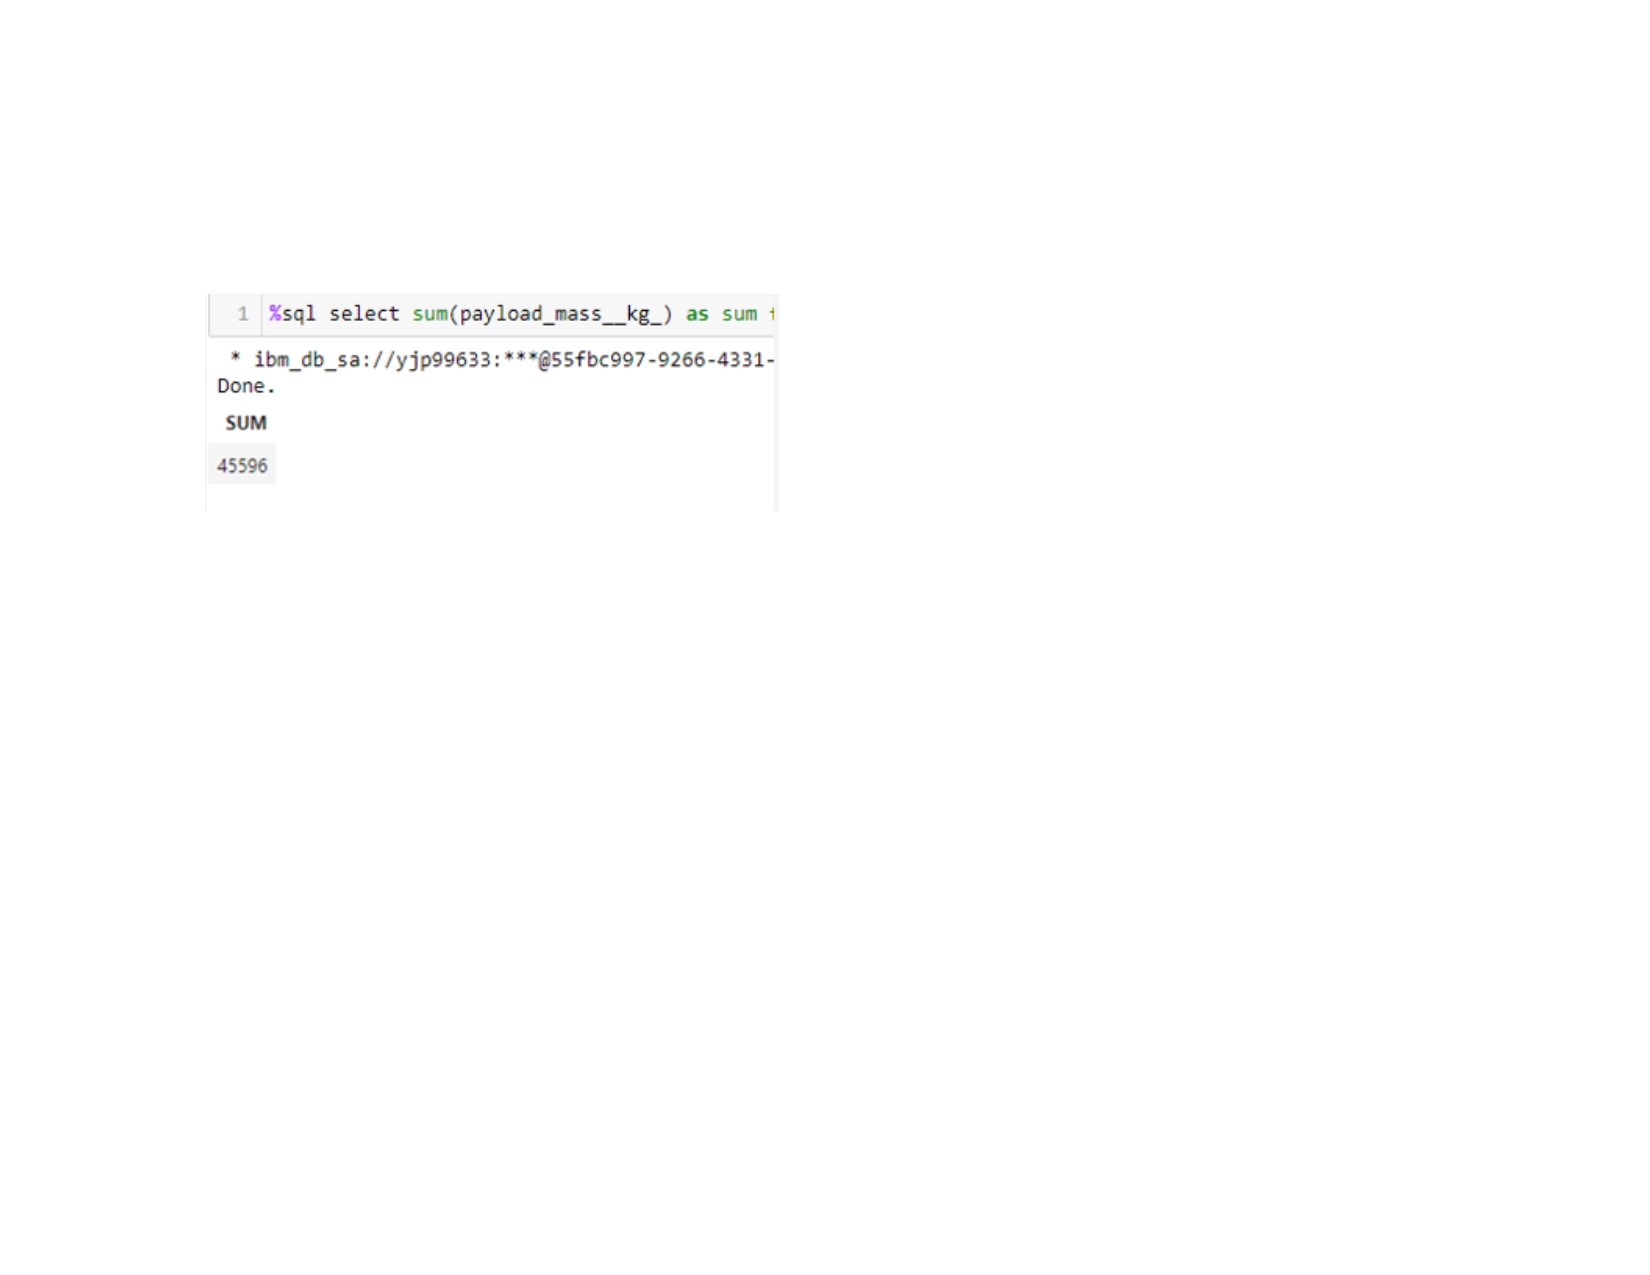 1 %sql select sum(payload_mass__kg_) as sum
* ibm_db_sa://yjp99633:***@55fbc997-9266-4331-
Done.
SUM
45596